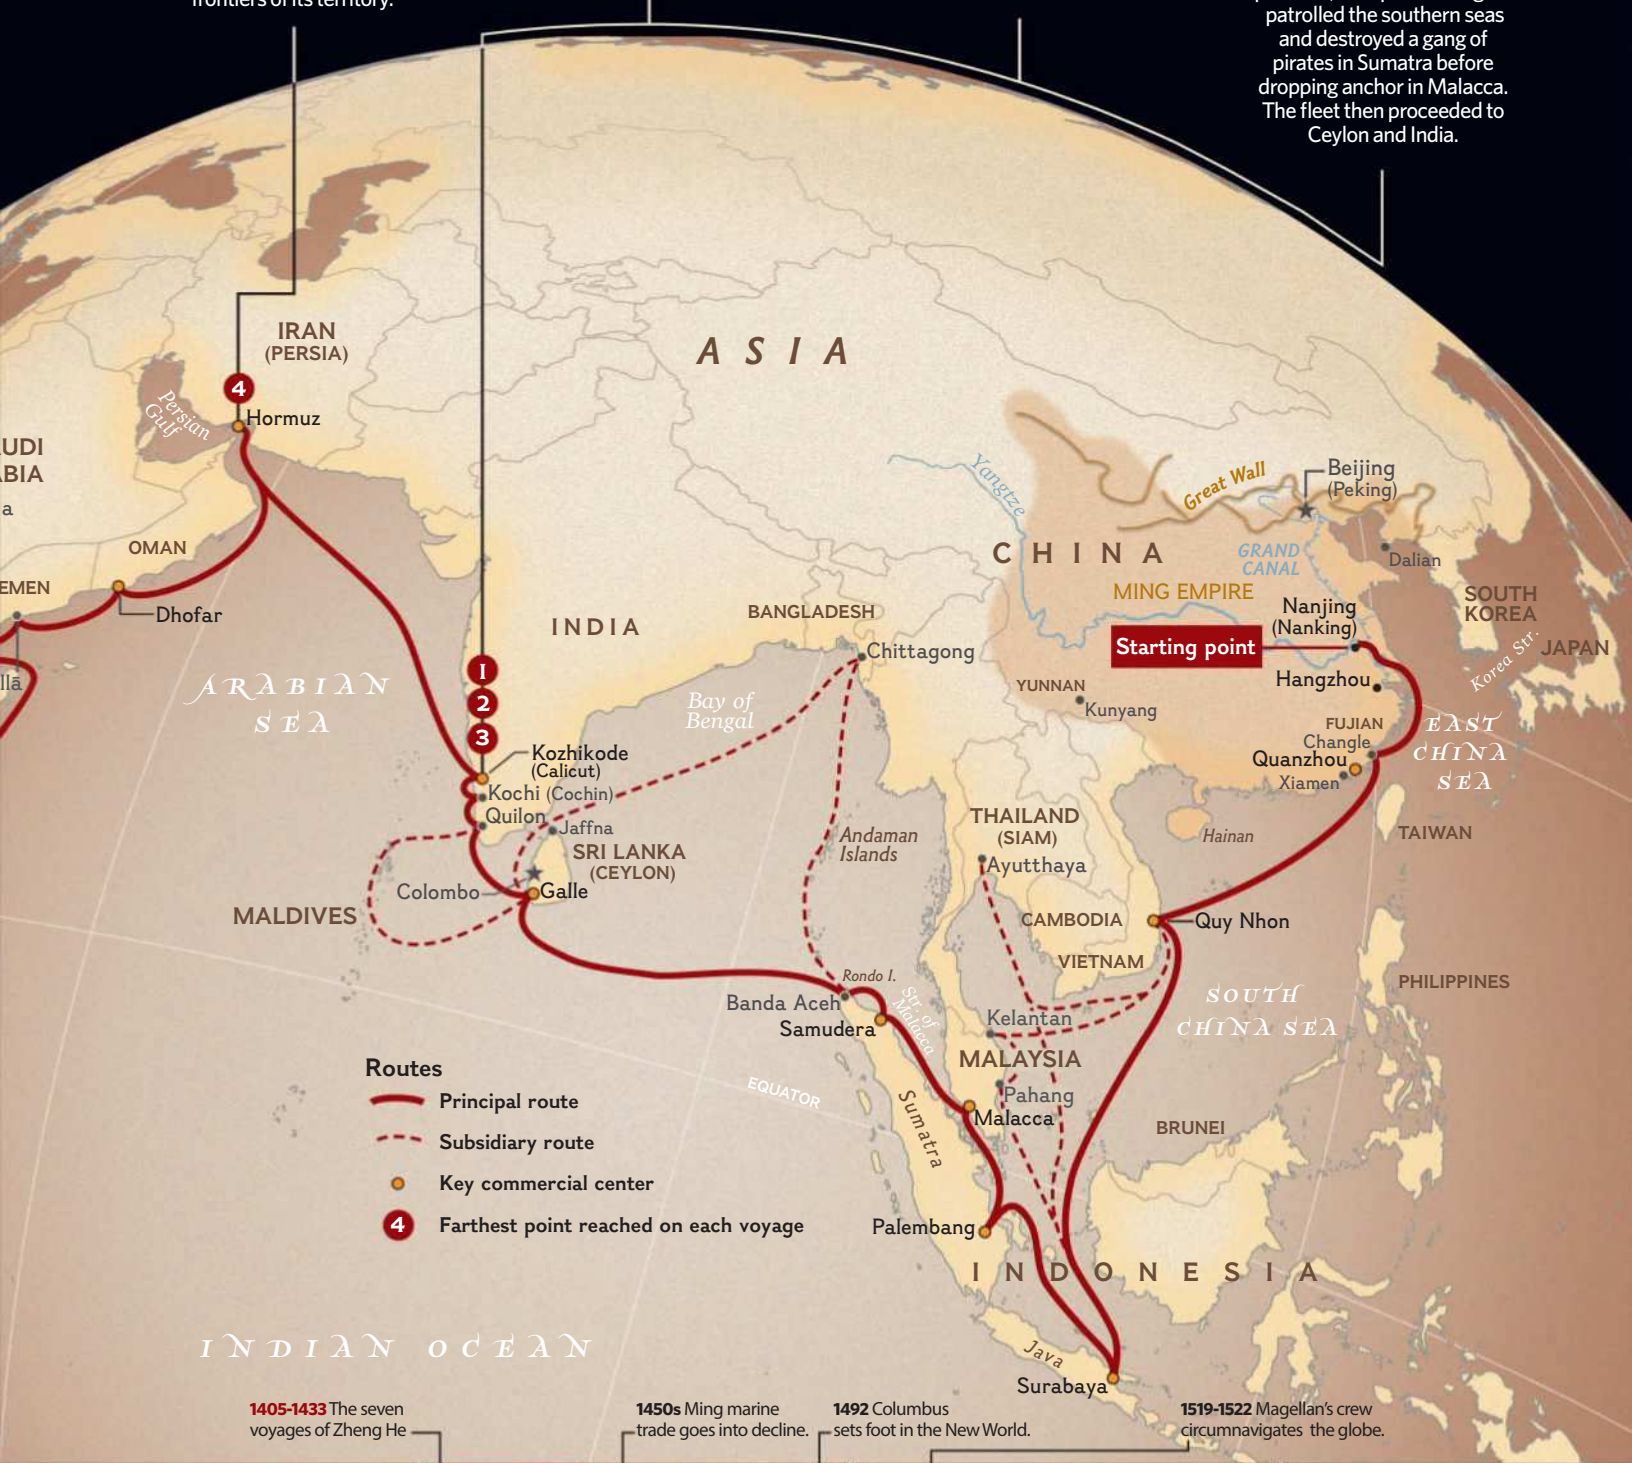 frontiers of its territory.
patrolled the southern seas
and destroyed a gang of
pirates in Sumatra before
dropping anchor in Malacca.
The fleet then proceeded to
Ceylon and India.
IRAN
(PERSIA)
ASIA
4
Hormuz
Persian
Gulf
UDI
BIA
a
OMAN
EMEN
Dhofar
llā
ARABIAN
SEA
INDIA
BANGLADESH
Chittagong
Bay of
Bengal
1
2
3
Kozhikode
(Calicut)
Kochi (Cochin)
Quilon
Jaffna
SRI LANKA
(CEYLON)
Colombo
Galle
MALDIVES
Yangtze
Great Wall
Beijing
(Peking)
CHINA
GRAND
CANAL
Dalian
MING EMPIRE
Nanjing
(Nanking)
Starting point
SOUTH
KOREA
Korea Str.
JAPAN
Hangzhou
YUNNAN
Kunyang
FUJIAN
Changle
Quanzhou
Xiamen
EAST
CHINA
SEA
TAIWAN
Hainan
THAILAND
(SIAM)
Ayutthaya
Andaman
Islands
CAMBODIA
Quy Nhon
VIETNAM
PHILIPPINES
SOUTH
CHINA SEA
Rondo I.
Banda Aceh
Samudera
Str. of
Malacca
Kelantan
MALAYSIA
Pahang
Malacca
EQUATOR
Sumatra
BRUNEI
Palembang
INDONESIA
Java
Surabaya
Routes
Principal route
Subsidiary route
Key commercial center
4 Farthest point reached on each voyage
INDIAN OCEAN
1405-1433 The seven
voyages of Zheng He
1450s Ming marine
trade goes into decline.
1492 Columbus
sets foot in the New World.
1519-1522 Magellan's crew
circumnavigates the globe.